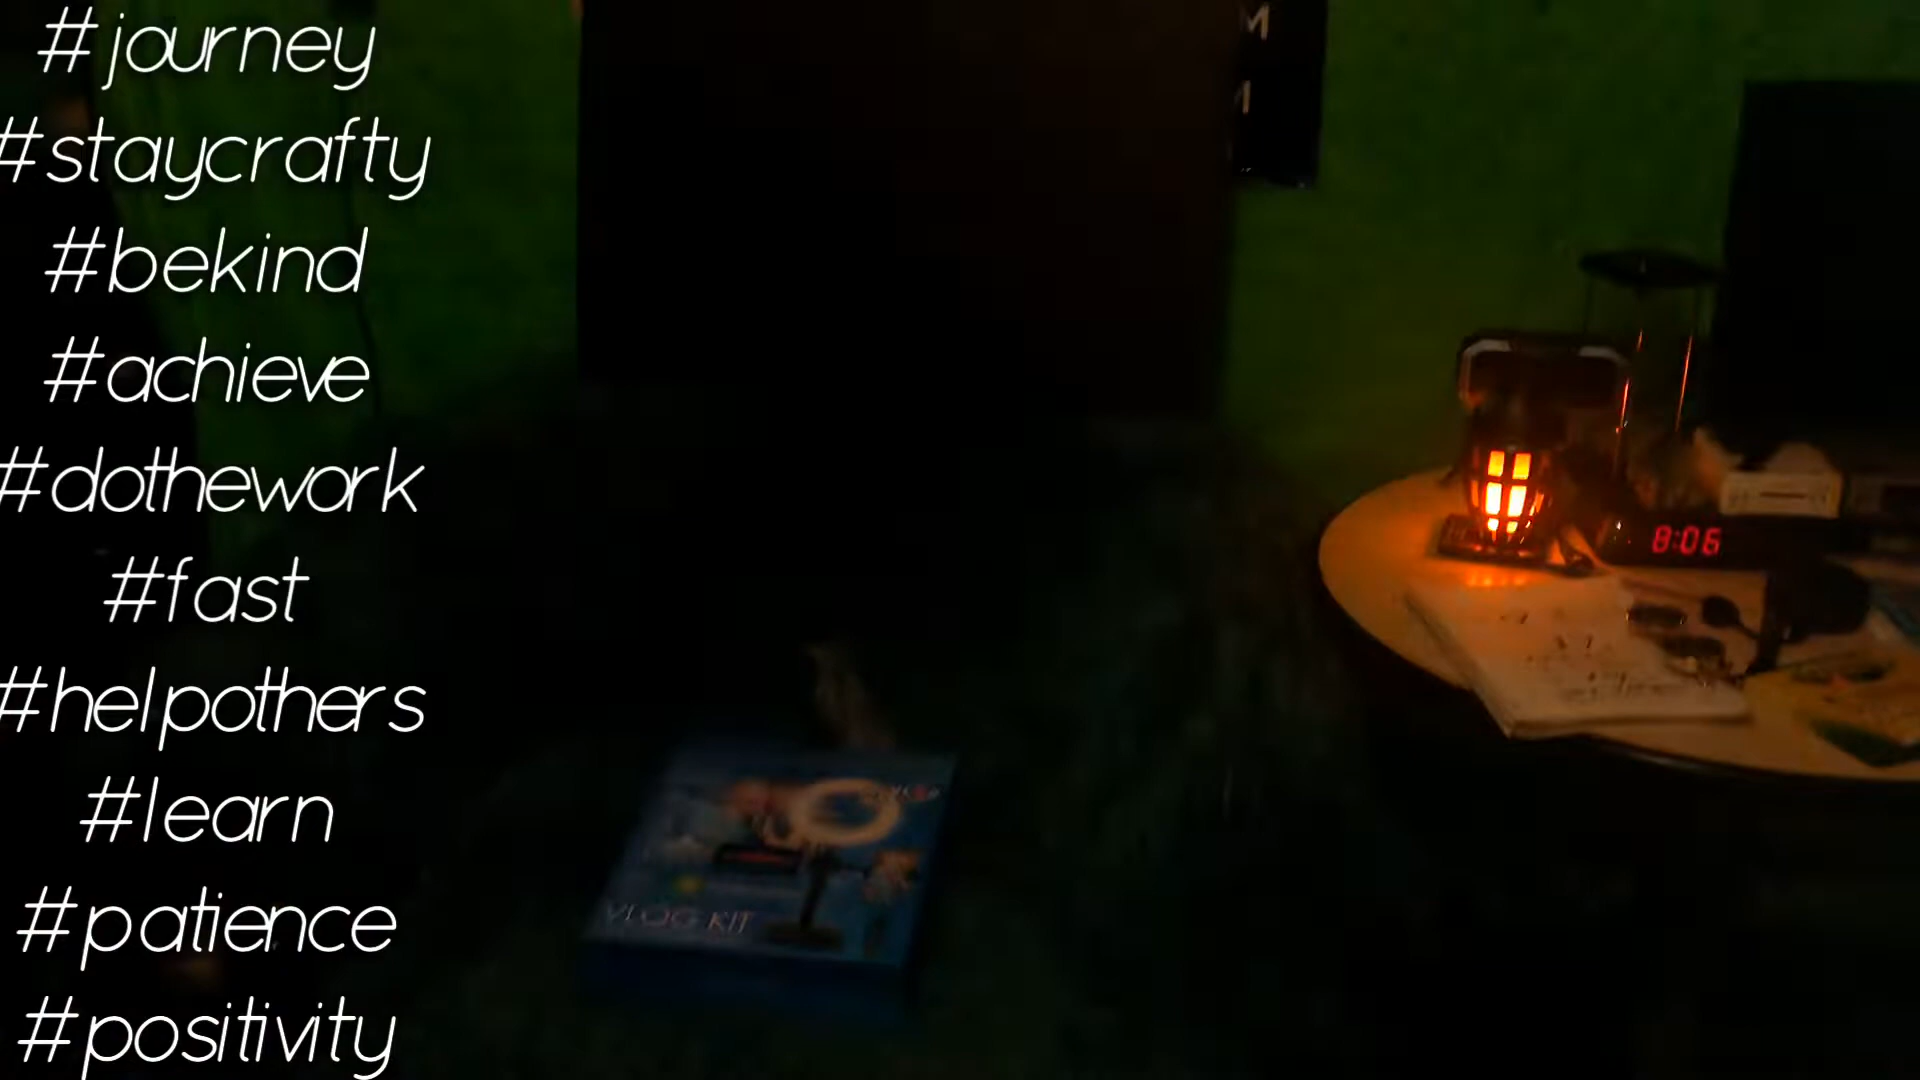 #journey
#staycrafty
#bekind
#achieve
#dothework
#fast
#helpothers
#learn
#patience
#positivity
M
M
8:06
VLOG KIT